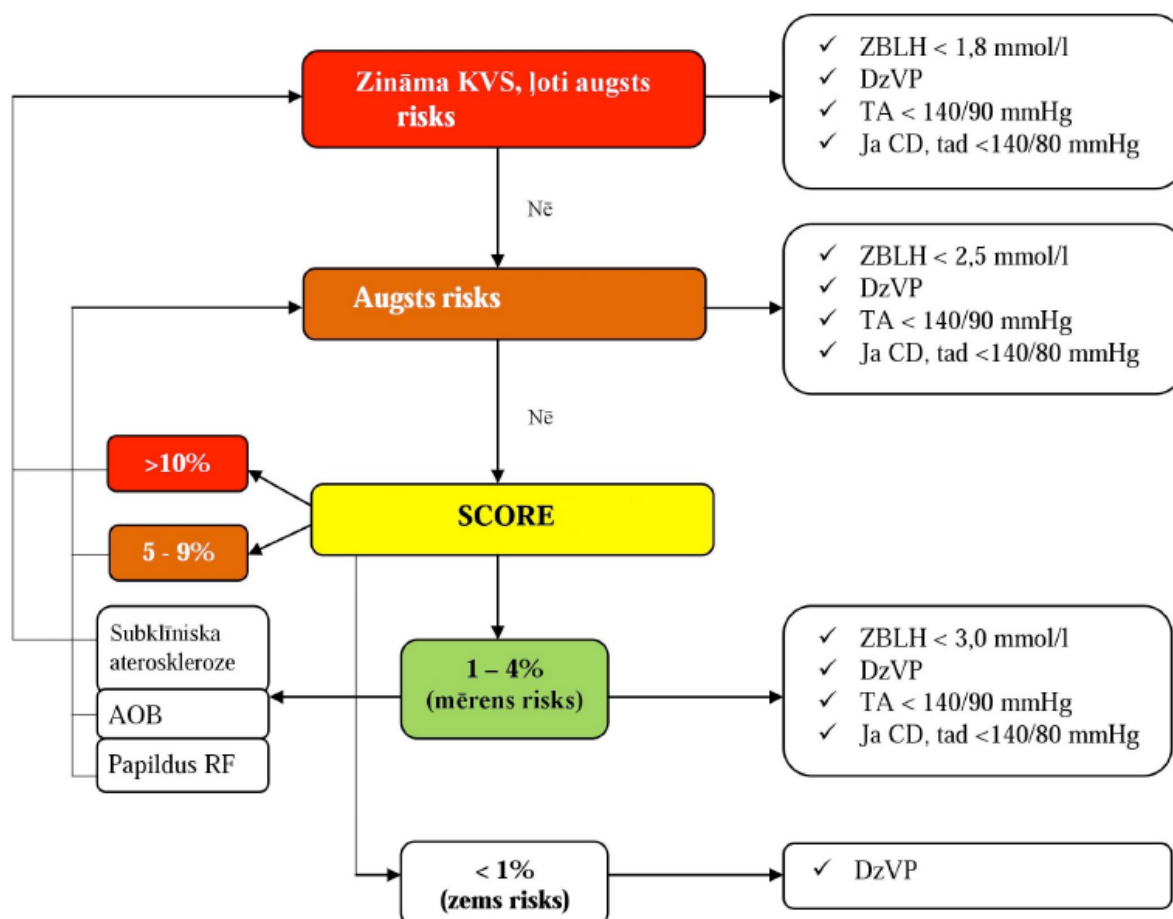 Zināma KVS, ļoti augsts
risks
✓ ZBLH < 1,8 mmol/l
✓ DzVP
✓ TA < 140/90 mmHg
✓ Ja CD, tad <140/80 mmHg
Nē
Augsts risks
✓ ZBLH < 2,5 mmol/l
✓ DzVP
✓ TA < 140/90 mmHg
✓ Ja CD, tad <140/80 mmHg
Nē
>10%
SCORE
5 - 9%
Subklīniska
ateroskleroze
AOB
Papildus RF
1 – 4%
(mērens risks)
✓ ZBLH < 3,0 mmol/l
✓ DzVP
✓ TA < 140/90 mmHg
✓ Ja CD, tad <140/80 mmHg
< 1%
(zems risks)
✓ DzVP